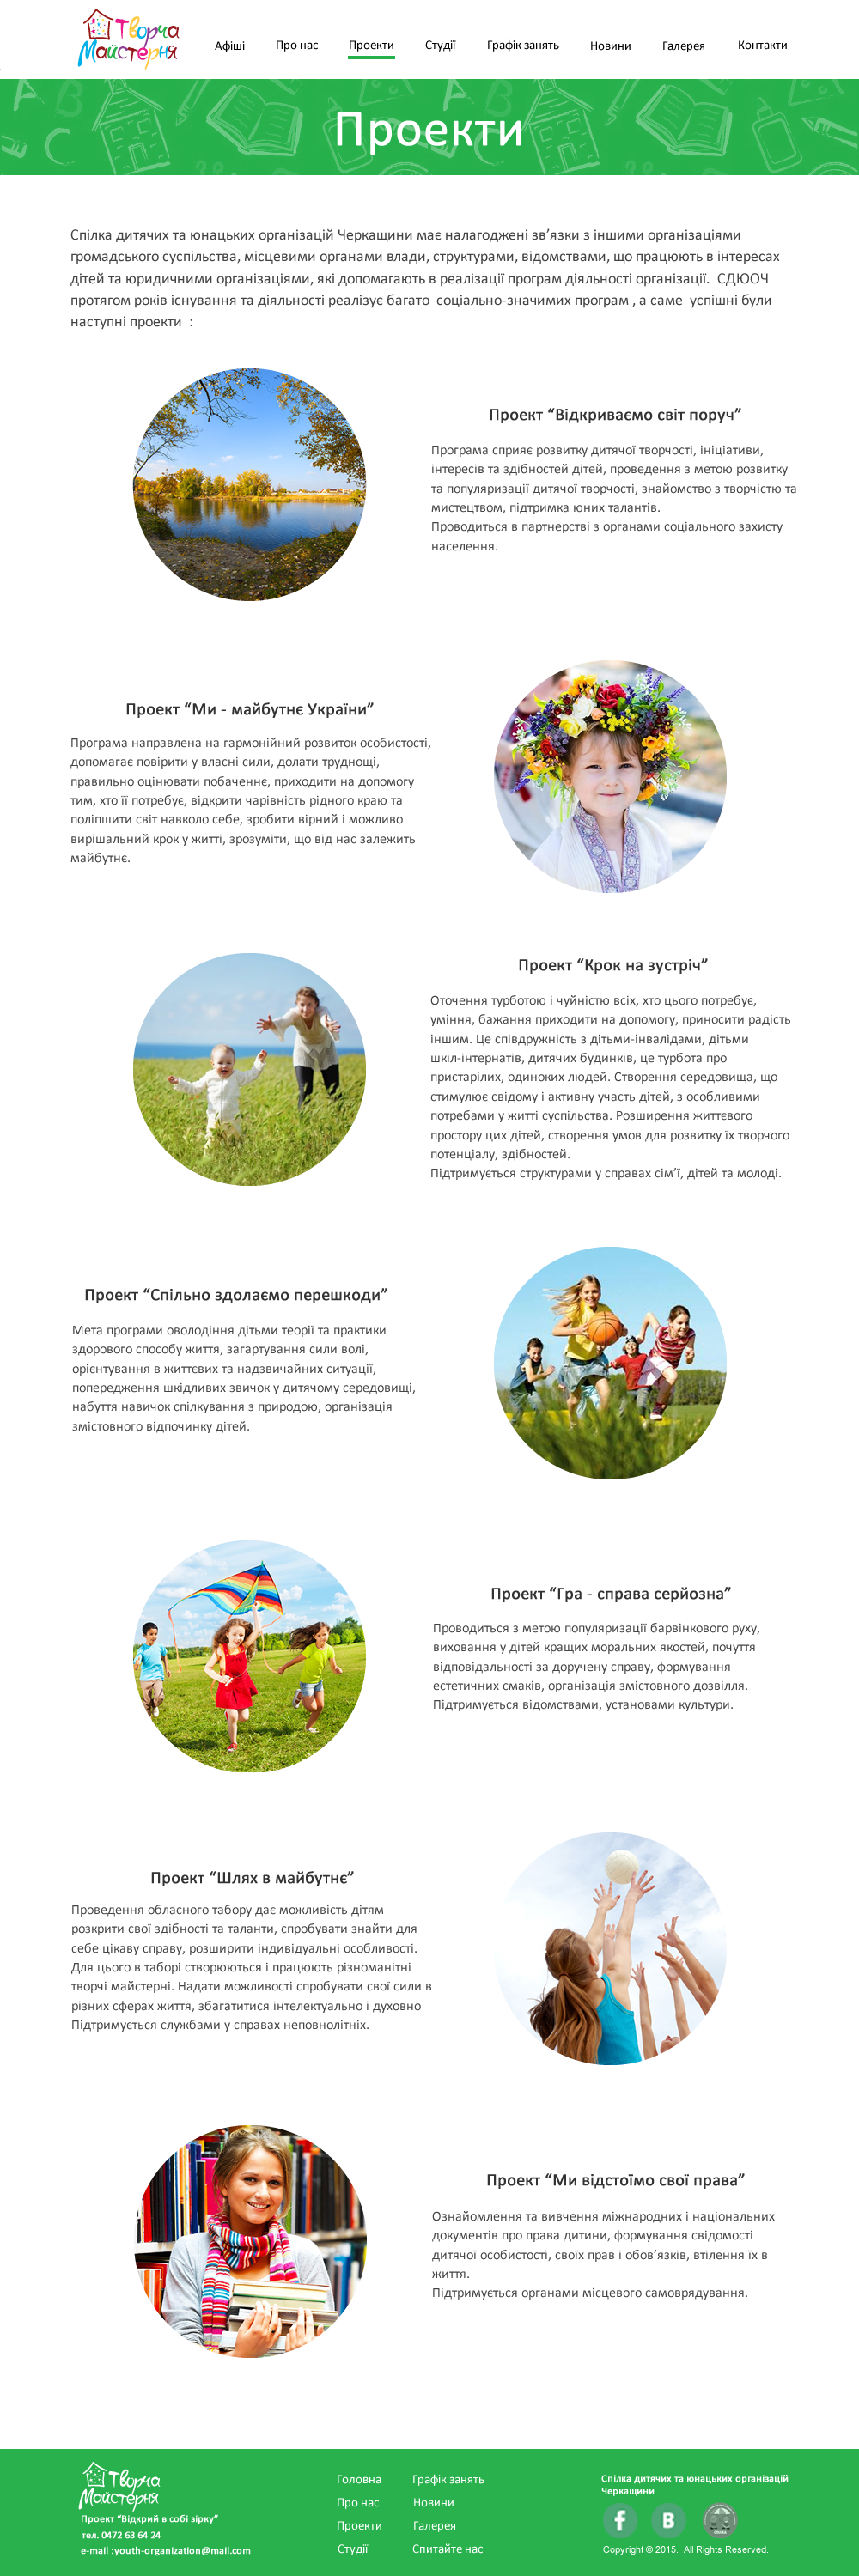 Творча
Майстерня
Афіші
Про нас
Проекти
Студії
Графік занять
Новини
Галерея
Контакти
Проекти
Спілка дитячих та юнацьких організацій Черкащини має налагоджені зв’язки з іншими організаціями
громадського суспільства, місцевими органами влади, структурами, відомствами, що працюють в інтересах
дітей та юридичними організаціями, які допомагають в реалізації програм діяльності організації. СДЮОЧ
протягом років існування та діяльності реалізує багато соціально-значимих програм , а саме успішні були
наступні проекти :
Проект “Відкриваємо світ поруч”
Програма сприяє розвитку дитячої творчості, ініціативи,
інтересів та здібностей дітей, проведення з метою розвитку
та популяризації дитячої творчості, знайомство з творчістю та
мистецтвом, підтримка юних талантів.
Проводиться в партнерстві з органами соціального захисту
населення.
Проект “Ми - майбутнє України”
Програма направлена на гармонійний розвиток особистості,
допомагає повірити у власні сили, долати труднощі,
правильно оцінювати побаченнє, приходити на допомогу
тим, хто її потребує, відкрити чарівність рідного краю та
поліпшити світ навколо себе, зробити вірний і можливо
вирішальний крок у житті, зрозуміти, що від нас залежить
майбутнє.
Проект “Крок на зустріч”
Оточення турботою і чуйністю всіх, хто цього потребує,
уміння, бажання приходити на допомогу, приносити радість
іншим. Це співдружність з дітьми-інвалідами, дітьми
шкіл-інтернатів, дитячих будинків, це турбота про
пристарілих, одиноких людей. Створення середовища, що
стимулює свідому і активну участь дітей, з особливими
потребами у житті суспільства. Розширення життєвого
простору цих дітей, створення умов для розвитку їх творчого
потенціалу, здібностей.
Підтримується структурами у справах сім’ї, дітей та молоді.
Проект “Спільно здолаємо перешкоди”
Мета програми оволодіння дітьми теорії та практики
здорового способу життя, загартування сили волі,
орієнтування в життєвих та надзвичайних ситуації,
попередження шкідливих звичок у дитячому середовищі,
набуття навичок спілкування з природою, організація
змістовного відпочинку дітей.
Проект “Гра - справа серйозна”
Проводиться з метою популяризації барвінкового руху,
виховання у дітей кращих моральних якостей, почуття
відповідальності за доручену справу, формування
естетичних смаків, організація змістовного дозвілля.
Підтримується відомствами, установами культури.
Проект “Шлях в майбутнє”
Проведення обласного табору дає можливість дітям
розкрити свої здібності та таланти, спробувати знайти для
себе цікаву справу, розширити індивідуальні особливості.
Для цього в таборі створюються і працюють різноманітні
творчі майстерні. Надати можливості спробувати свої сили в
різних сферах життя, збагатитися інтелектуально і духовно
Підтримується службами у справах неповнолітніх.
Проект “Ми відстоїмо свої права”
Ознайомлення та вивчення міжнародних і національних
документів про права дитини, формування свідомості
дитячої особистості, своїх прав і обов’язків, втілення їх в
життя.
Підтримується органами місцевого самоврядування.
Творча
Майстерня
Проект “Відкрий в собі зірку”
тел. 0472 63 64 24
e-mail :youth-organization@mail.com
Головна
Про нас
Проекти
Студії
Графік занять
Новини
Галерея
Спитайте нас
Спілка дитячих та юнацьких організацій
Черкащини
f
B
Copyright © 2015. All Rights Reserved.